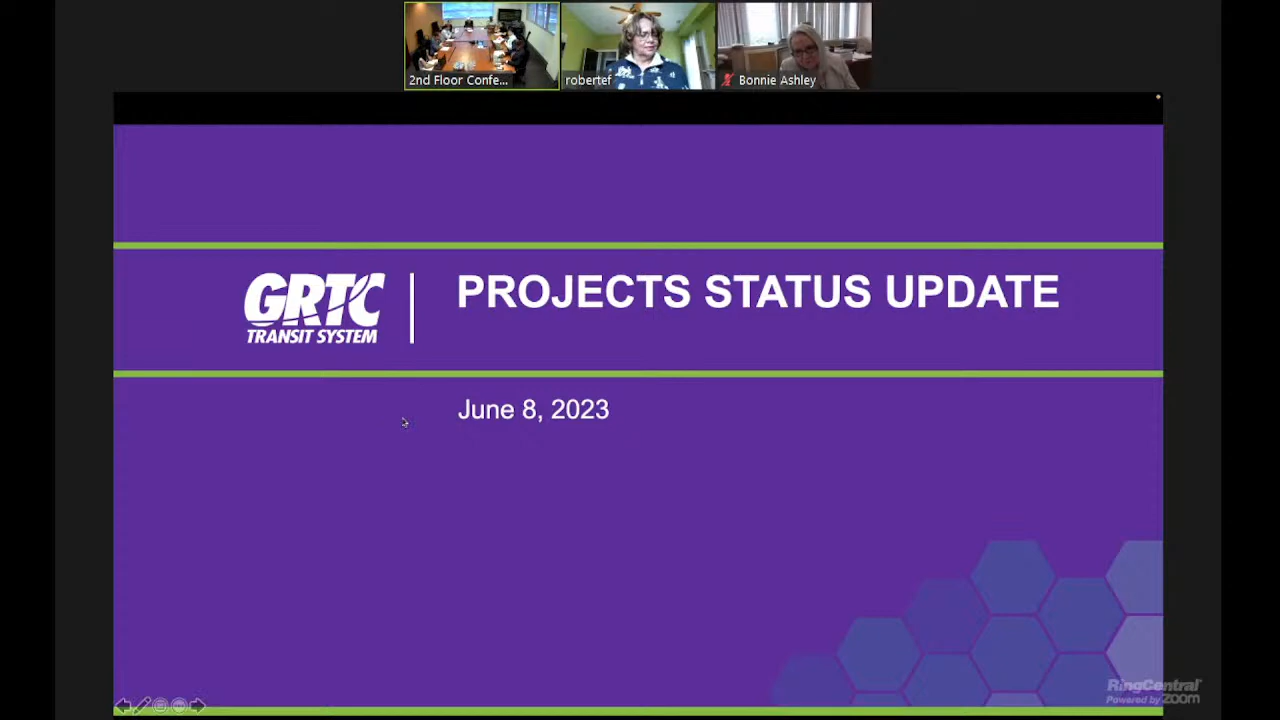 2nd Floor Confe...
robertef
Bonnie Ashley
GRTC
TRANSIT SYSTEM
PROJECTS STATUS UPDATE
June 8, 2023
RingCentral
Powered by zoom